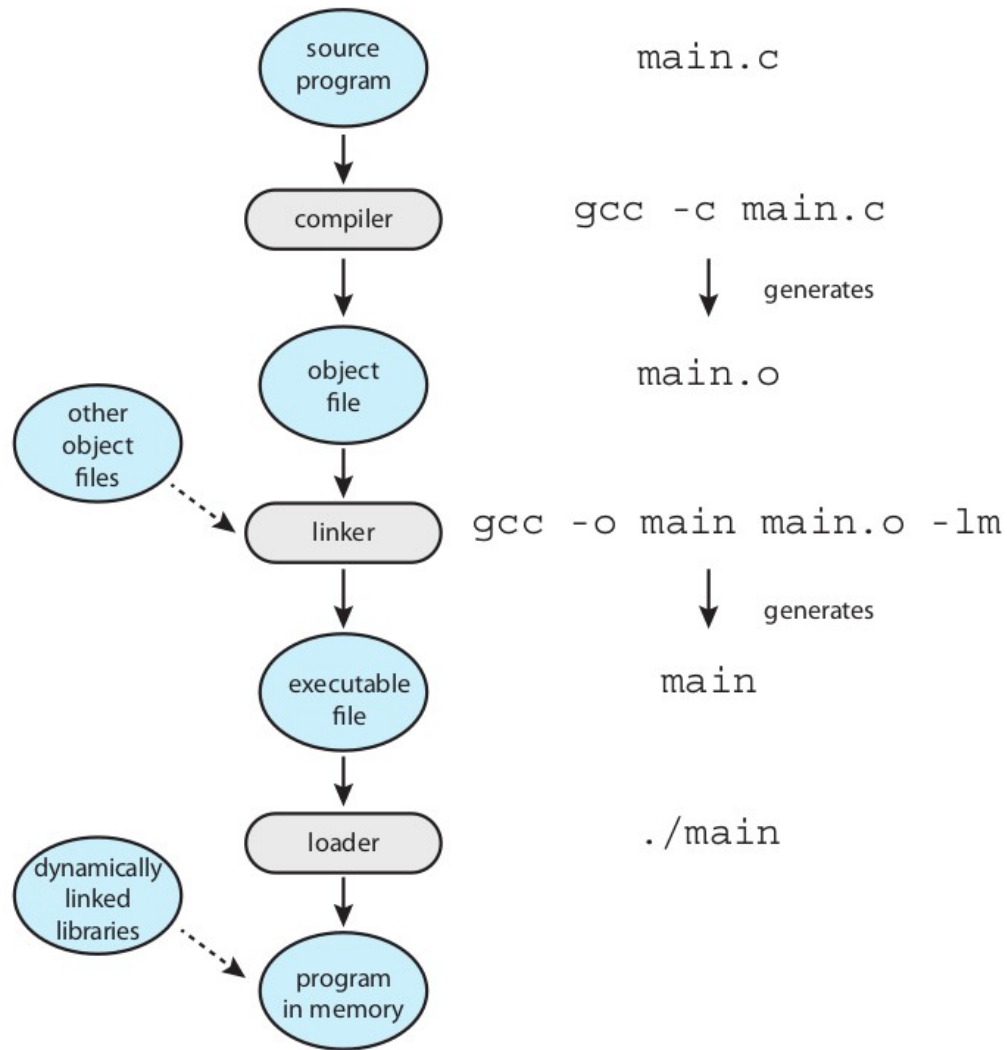 source
program
main.c
compiler
gcc -c main.c
generates
object
file
main.o
other
object
files
linker
gcc -o main main.o -lm
generates
executable
file
main
loader
./main
dynamically
linked
libraries
program
in memory